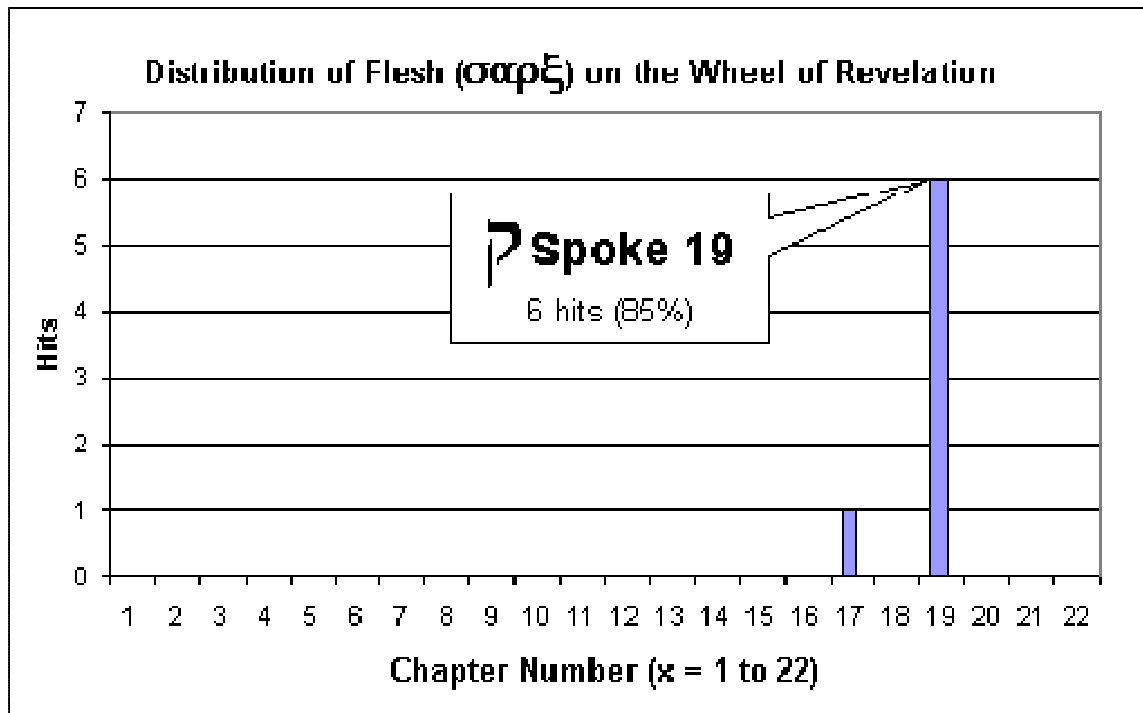 Distribution of Flesh (σαρξ) on the Wheel of Revelation
7
6
5
4
3
2
1
0
Hits
ק Spoke 19
6 hits (85%)
1 2 3 4 5 6 7 8 9 10 11 12 13 14 15 16 17 18 19 20 21 22
Chapter Number (x = 1 to 22)